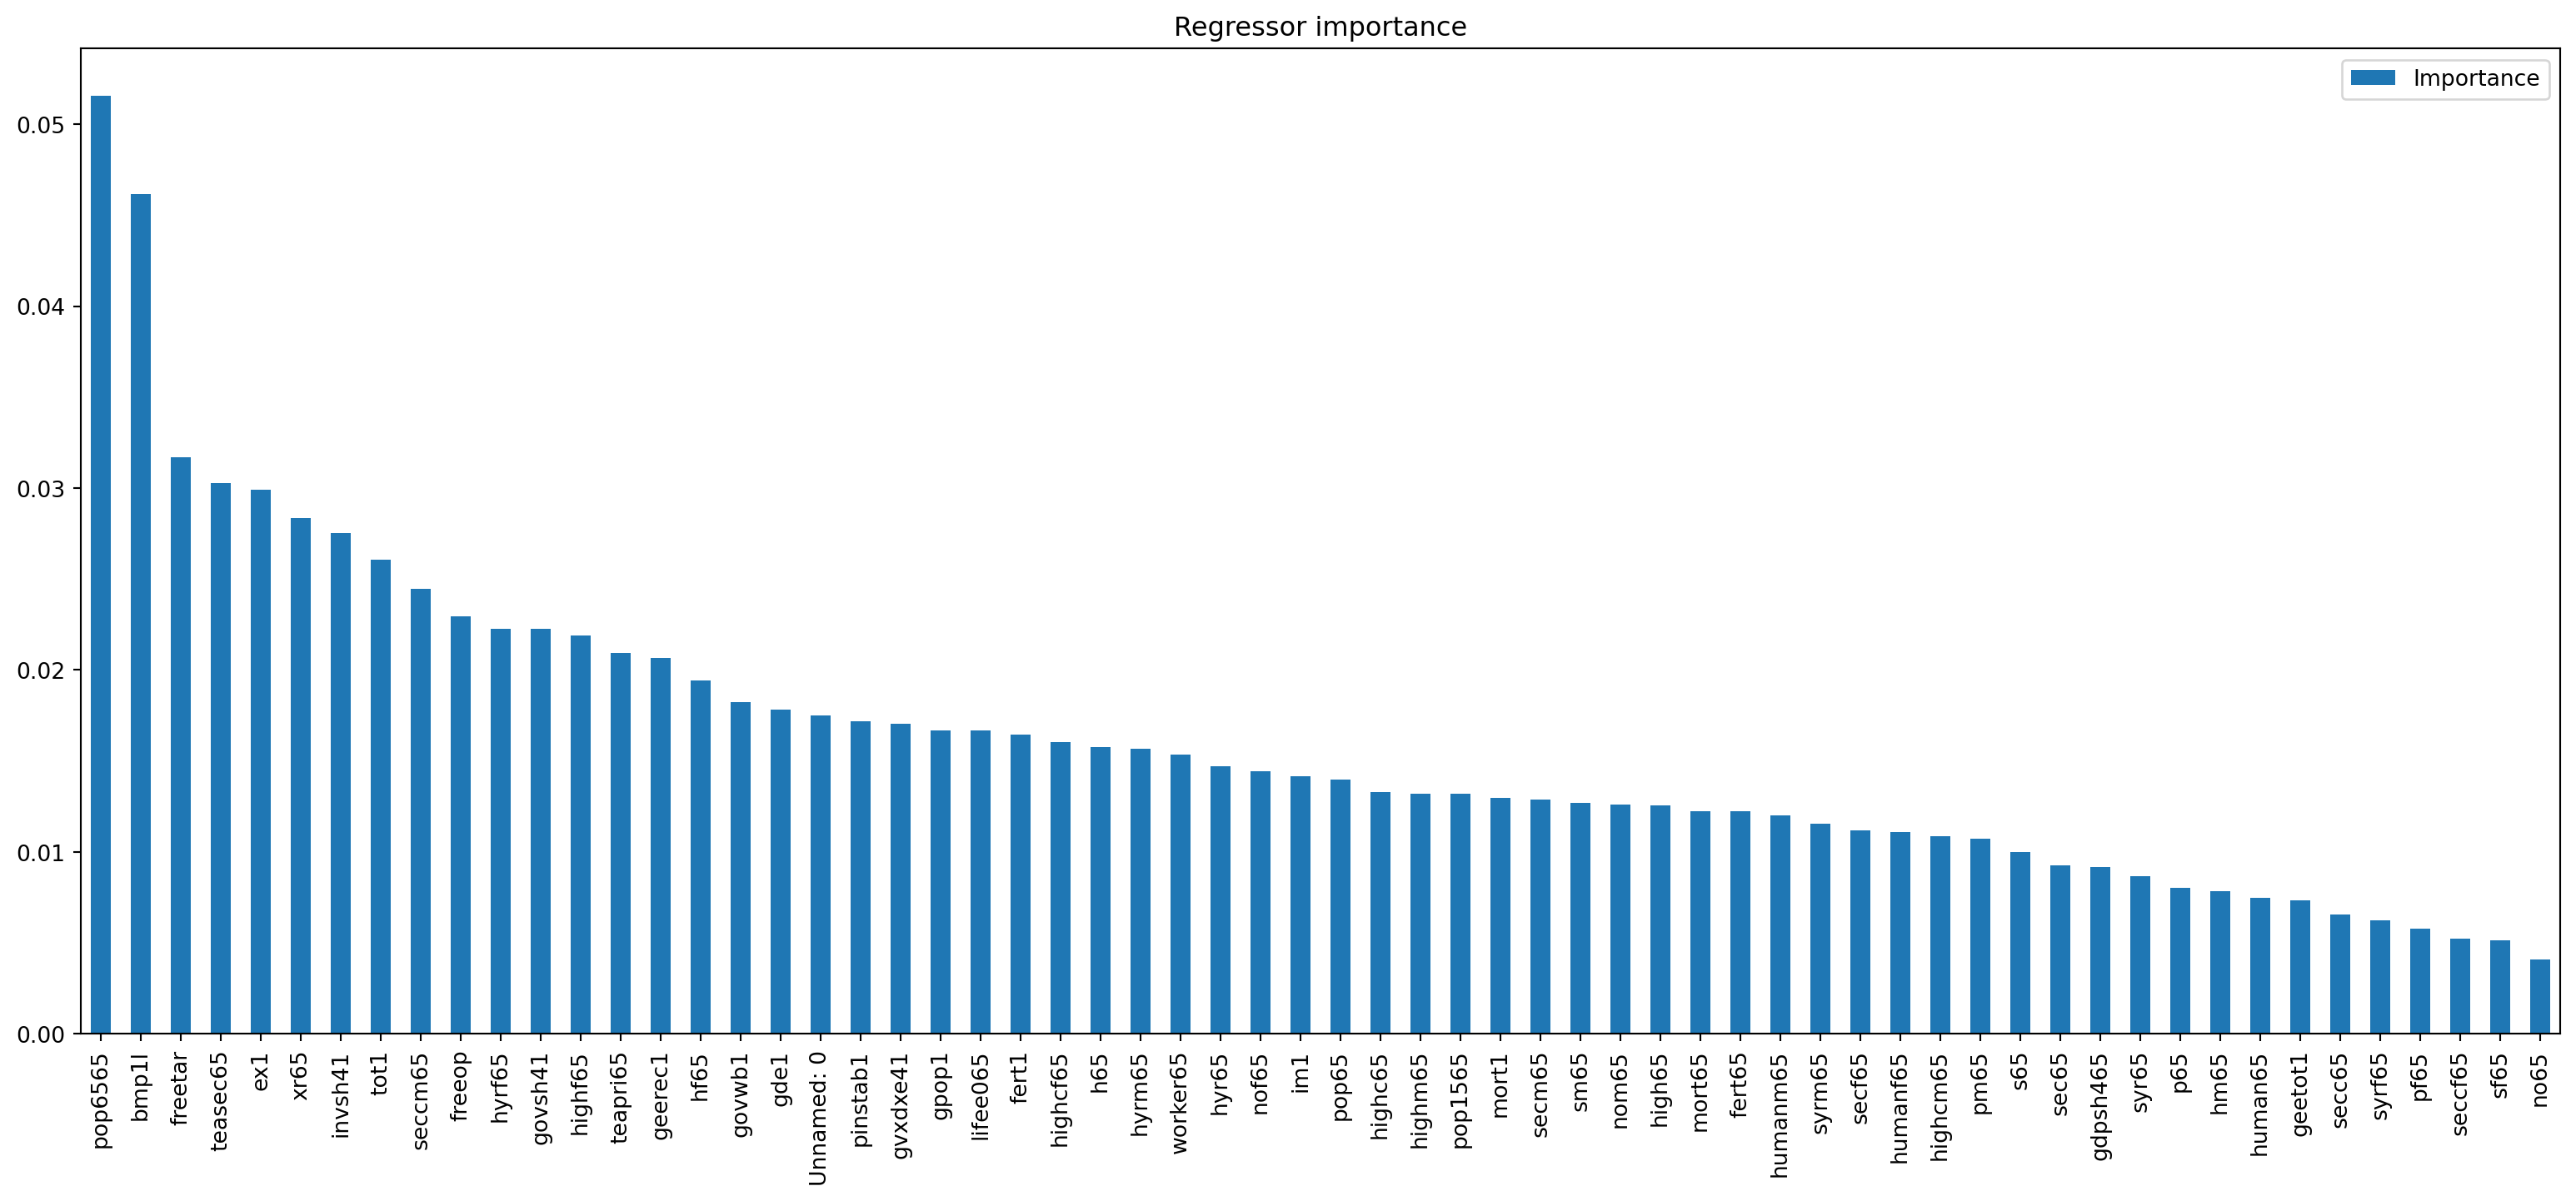 Regressor importance
Importance
0.05
0.04
0.03
0.02
0.01
0.00
pop6565
bmp1l
freetar
teasec65
ex1
xr65
invsh41
tot1
seccm65
freeop
hyrf65
govsh41
highf65
teapri65
geerec1
hf65
govwb1
gde1
Unnamed: 0
pinstab1
gvxdxe41
gpop1
lifee065
fert1
highcf65
h65
hyrm65
worker65
hyr65
nof65
im1
pop65
highc65
highm65
pop1565
mort1
secm65
sm65
nom65
high65
mort65
fert65
humanm65
syrm65
secf65
humanf65
highcm65
pm65
s65
sec65
gdpsh465
syr65
p65
hm65
human65
geetot1
secc65
syrf65
pf65
seccf65
sf65
no65